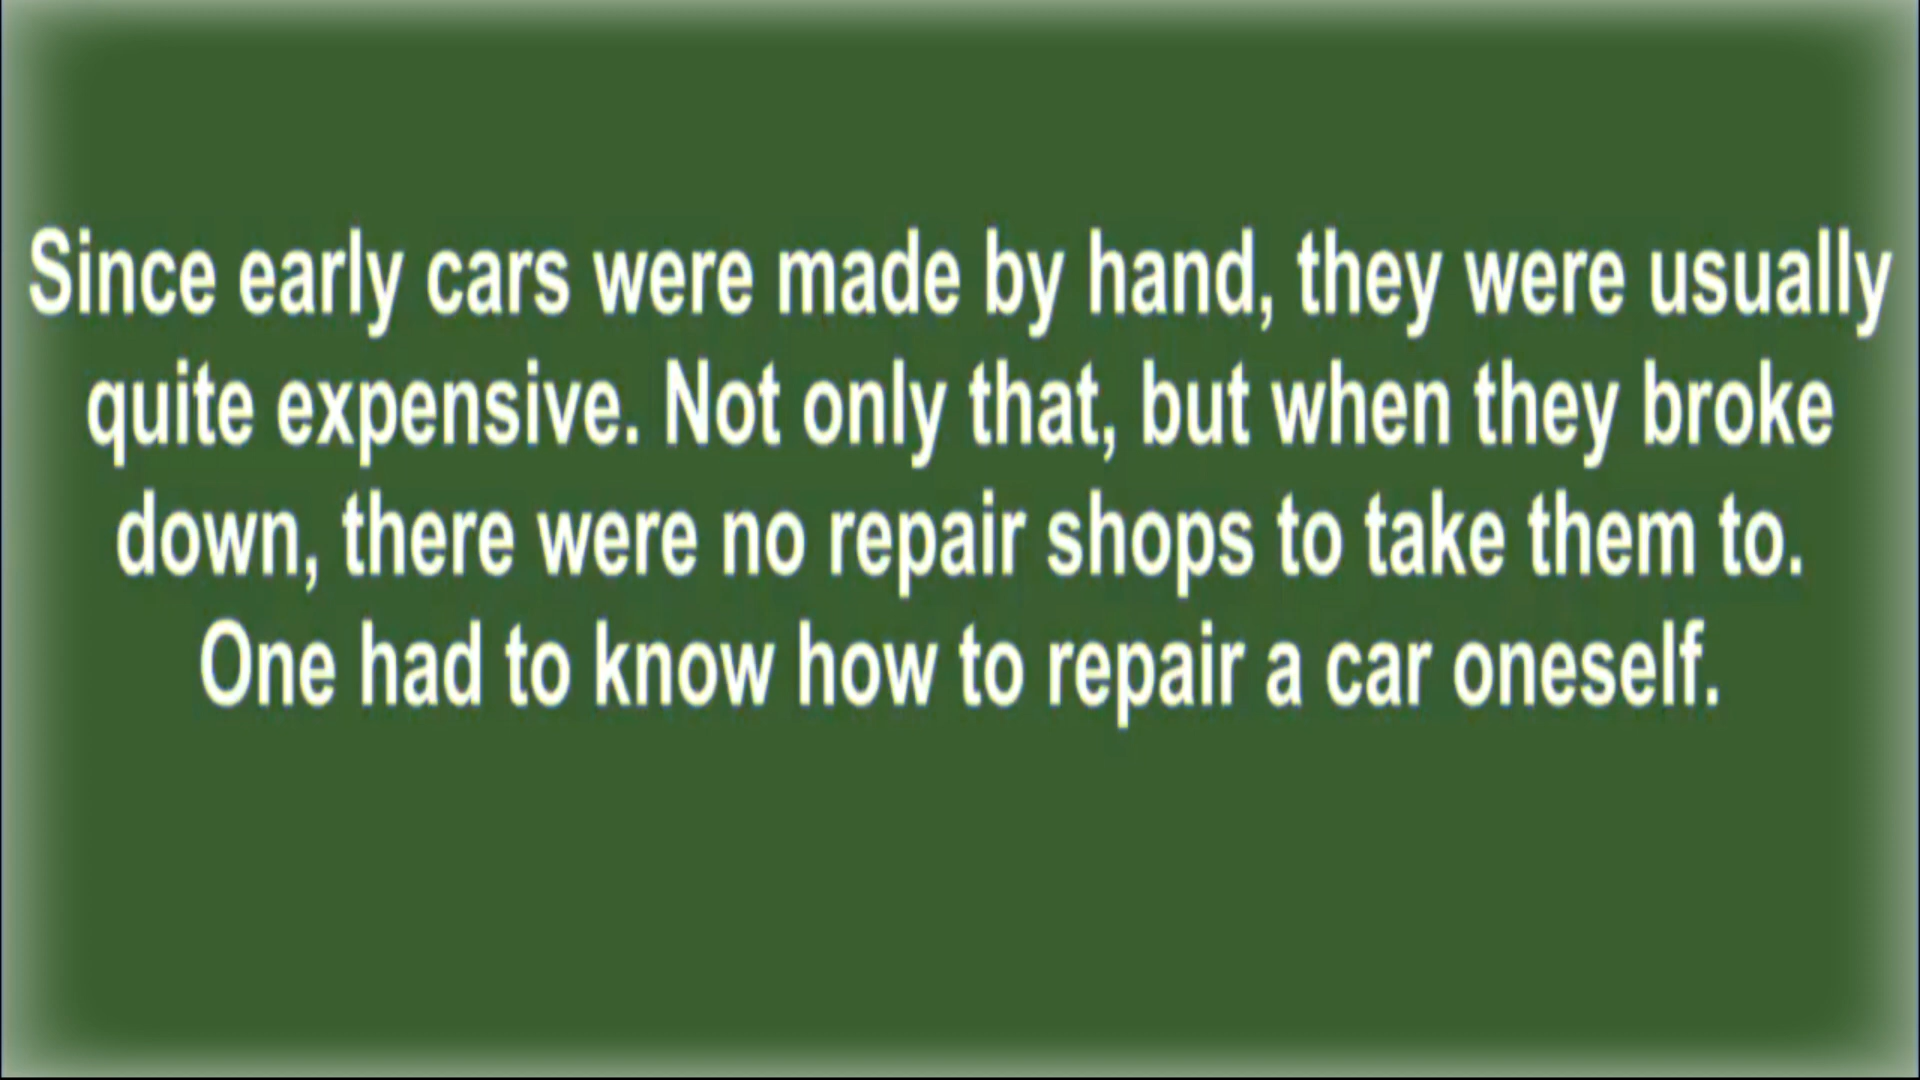 Since early cars were made by hand, they were usually
quite expensive. Not only that, but when they broke
down, there were no repair shops to take them to.
One had to know how to repair a car oneself.